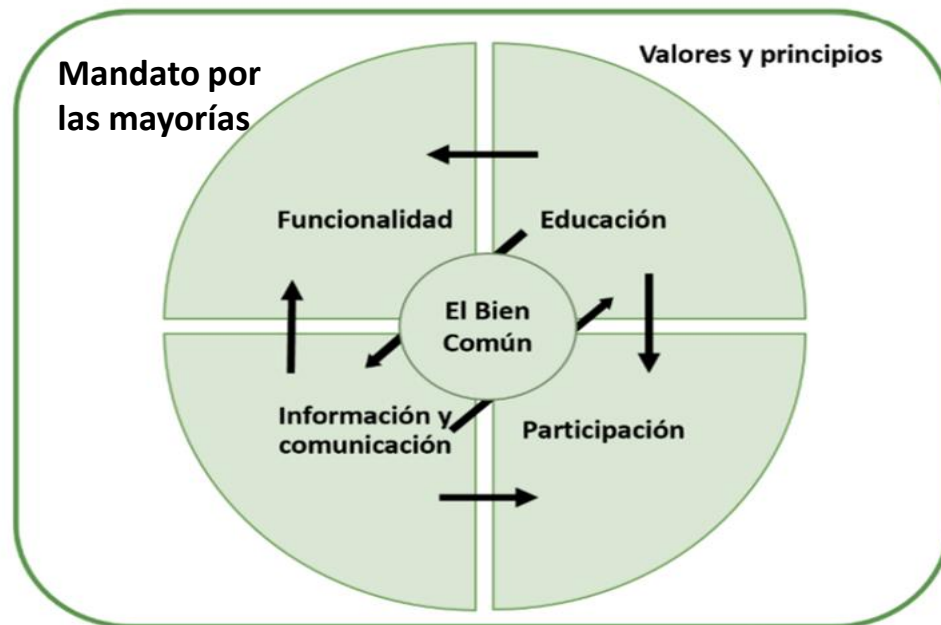 Mandato por
las mayorías
Valores y principios
Funcionalidad
Educación
El Bien
Común
Información y
comunicación
Participación